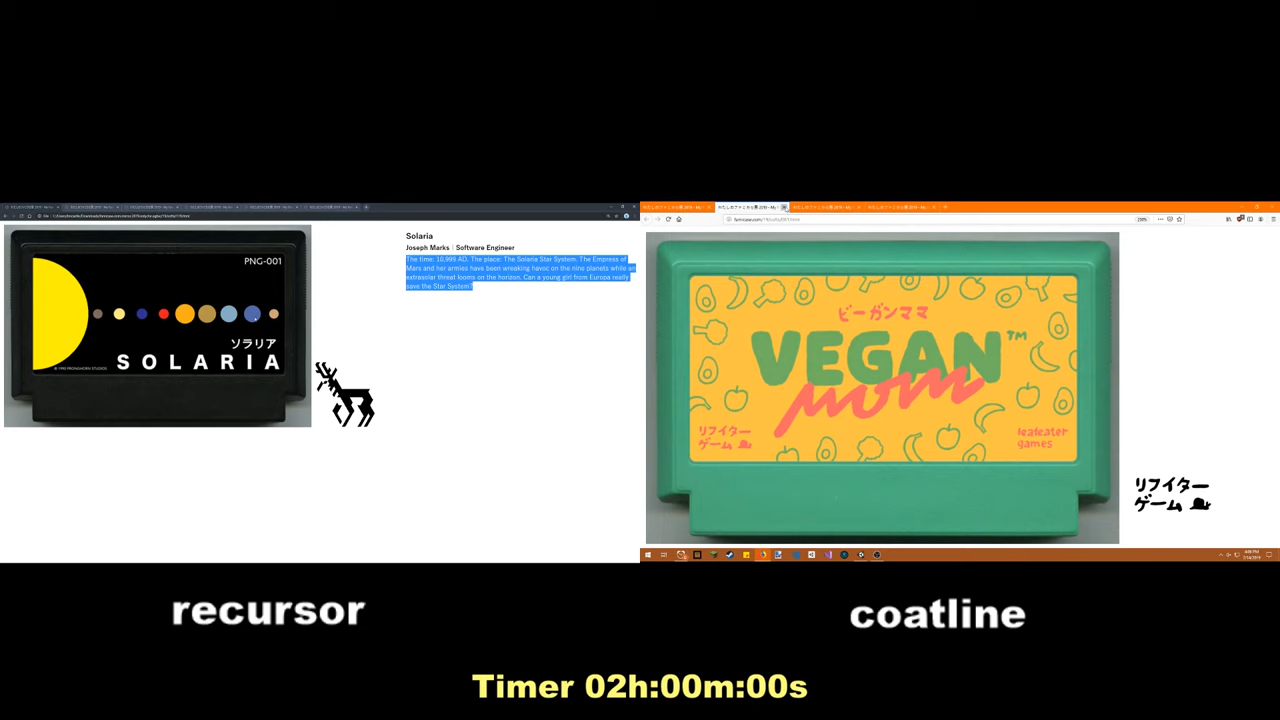 PNG-001
ソラリア
© 1990 PRONGHORN STUDIOS
SOLARIA
Solaria
Joseph Marks | Software Engineer
The time: 10,999 AD. The place: The Solaria Star System. The Empress of
Mars and her armies have been wreaking havoc on the nine planets while an
extrasolar threat looms on the horizon. Can a young girl from Europa really
save the Star System?
ビーガンママ
VEGAN™
mom
リフイター
ゲーム
leafeater
games
リフイター
ゲーム
recursor
coatline
Timer 02h:00m:00s